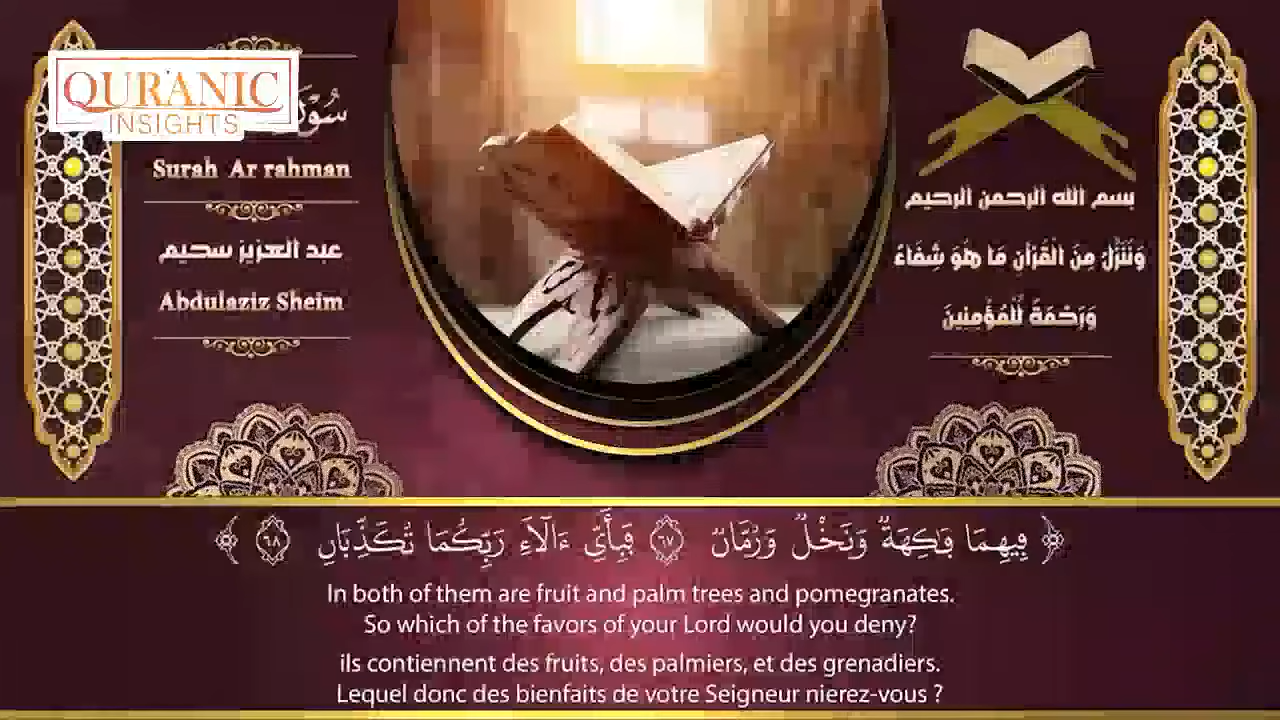 QURANIC
INSIGHTS
Surah Ar rahman
عبد العزيز سحيم
Abdulaziz Sheim
بسم الله الرحمن الرحيم
وَنُنَزِّلُ مِنَ الْقُرْآنِ مَا هُوَ شِفَاءٌ
وَرَحْمَةٌ لِّلْمُؤْمِنِينَ
فِيهِمَا فَٰكِهَةٌ وَنَخْلٌ وَرُمَّانٌ ٦٧ فَبِأَىِّ ءَالَآءِ رَبِّكُمَا تُكَذِّبَانِ ٦٨
In both of them are fruit and palm trees and pomegranates.
So which of the favors of your Lord would you deny?
ils contiennent des fruits, des palmiers, et des grenadiers.
Lequel donc des bienfaits de votre Seigneur nierez-vous ?